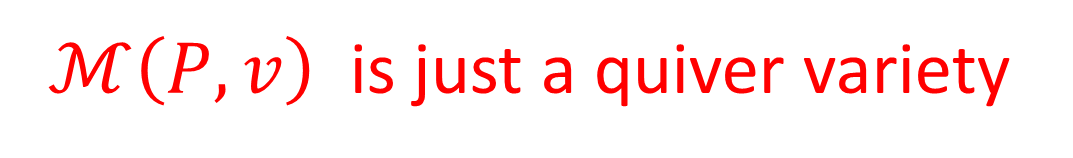 ℳ(𝑃, 𝑣) is just a quiver variety